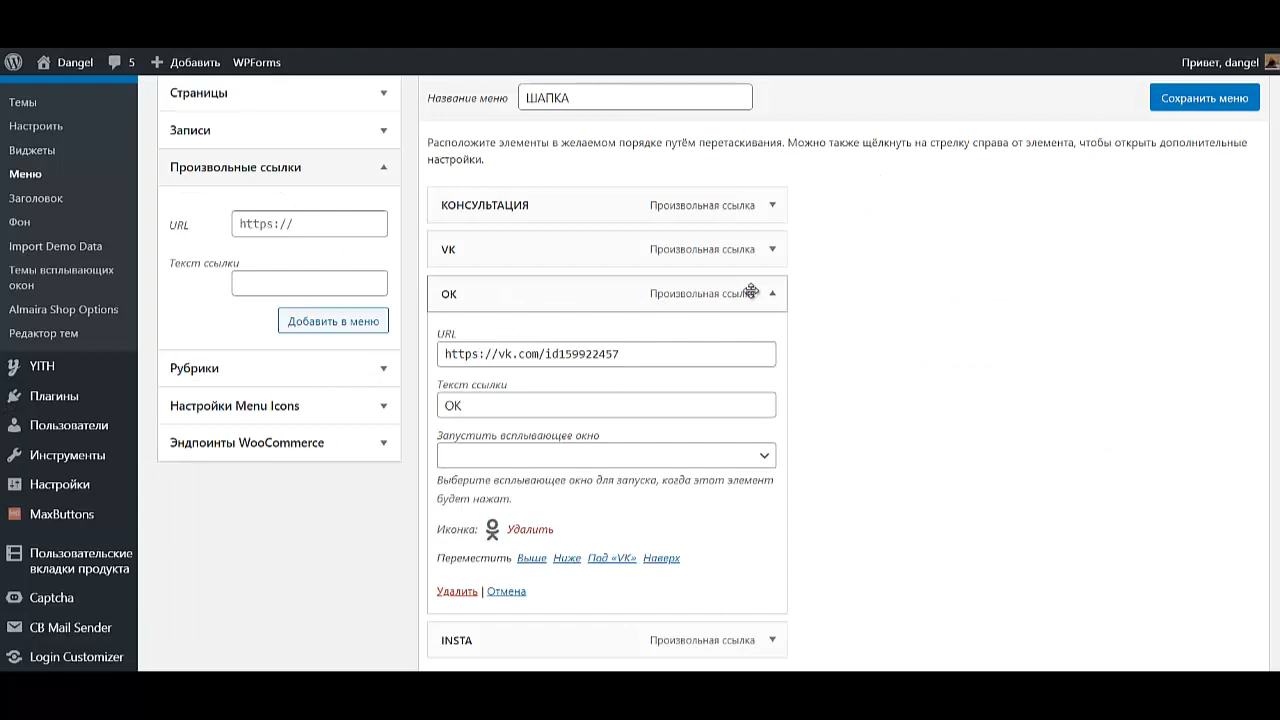 Dangel 5 Добавить WPForms Привет, dangel
Темы
Настроить
Виджеты
Меню
Заголовок
Фон
Import Demo Data
Темы всплывающих
окон
Almaira Shop Options
Редактор тем
YITH
Плагины
Пользователи
Инструменты
Настройки
MaxButtons
Пользовательские
вкладки продукта
Captcha
CB Mail Sender
Login Customizer
Страницы
Записи
Произвольные ссылки
URL https://
Текст ссылки
Добавить в меню
Рубрики
Настройки Menu Icons
Эндпоинты WooCommerce
Название меню ШАПКА Сохранить меню
Расположите элементы в желаемом порядке путём перетаскивания. Можно также щёлкнуть на стрелку справа от элемента, чтобы открыть дополнительные
настройки.
КОНСУЛЬТАЦИЯ Произвольная ссылка
VK Произвольная ссылка
ОК Произвольная ссылка
URL
https://vk.com/id159922457
Текст ссылки
ОК
Запустить всплывающее окно
Выберите всплывающее окно для запуска, когда этот элемент
будет нажат.
Иконка: Удалить
Переместить Выше Ниже Под «VK» Наверх
Удалить | Отмена
INSTA Произвольная ссылка